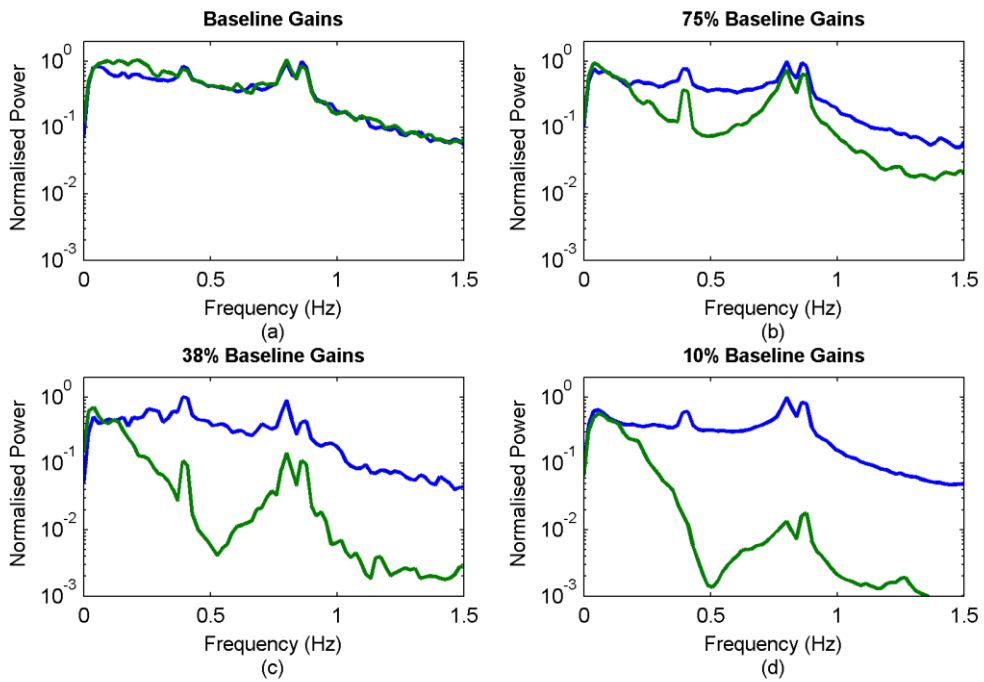 Baseline Gains
10^0
10^-1
10^-2
10^-3
Normalised Power
0 0.5 1 1.5
Frequency (Hz)
(a)
75% Baseline Gains
10^0
10^-1
10^-2
10^-3
Normalised Power
0 0.5 1 1.5
Frequency (Hz)
(b)
38% Baseline Gains
10^0
10^-1
10^-2
10^-3
Normalised Power
0 0.5 1 1.5
Frequency (Hz)
(c)
10% Baseline Gains
10^0
10^-1
10^-2
10^-3
Normalised Power
0 0.5 1 1.5
Frequency (Hz)
(d)